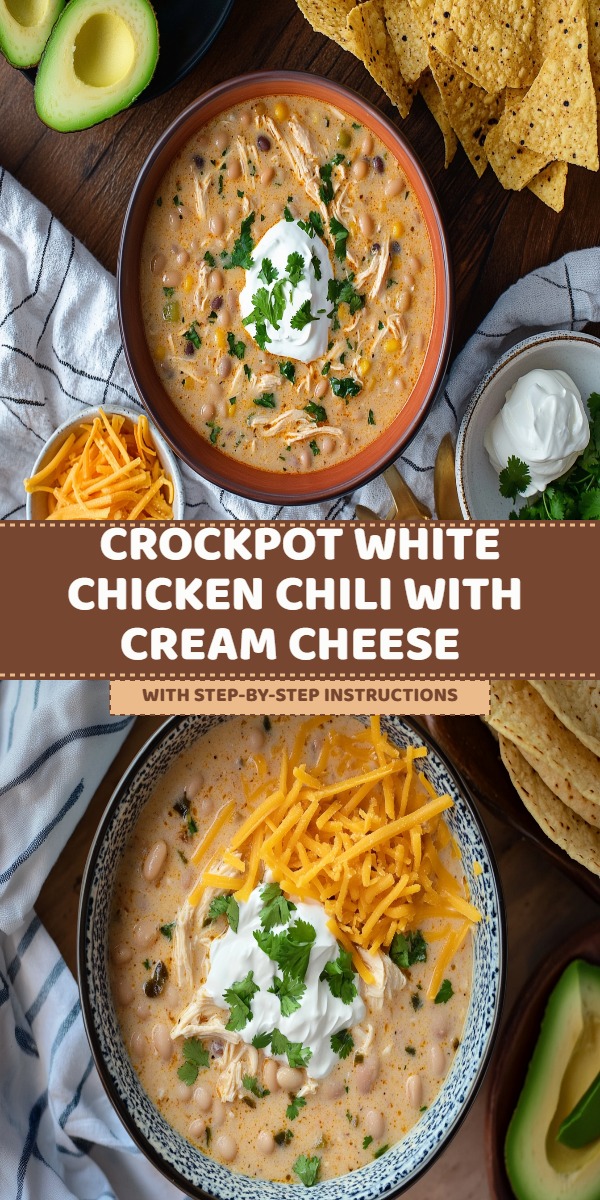 CROCKPOT WHITE
CHICKEN CHILI WITH
CREAM CHEESE
WITH STEP-BY-STEP INSTRUCTIONS